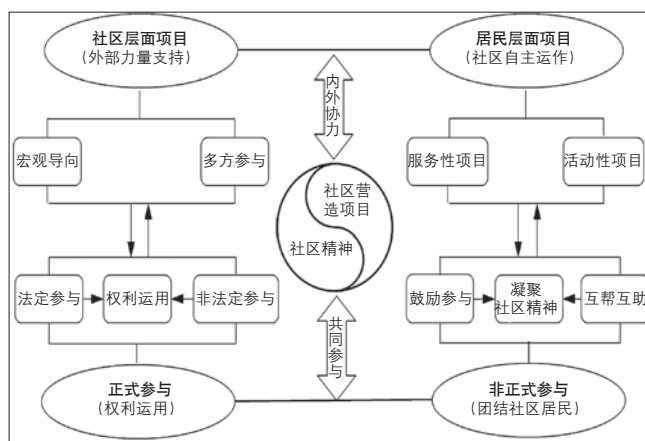 社区层面项目
(外部力量支持)
居民层面项目
(社区自主运作)
内外协力
宏观导向
多方参与
服务性项目
活动性项目
社区营
造项目
社区精神
法定参与
权利运用
非法定参与
鼓励参与
凝聚
社区精神
互帮互助
共同参与
正式参与
(权利运用)
非正式参与
(团结社区居民)